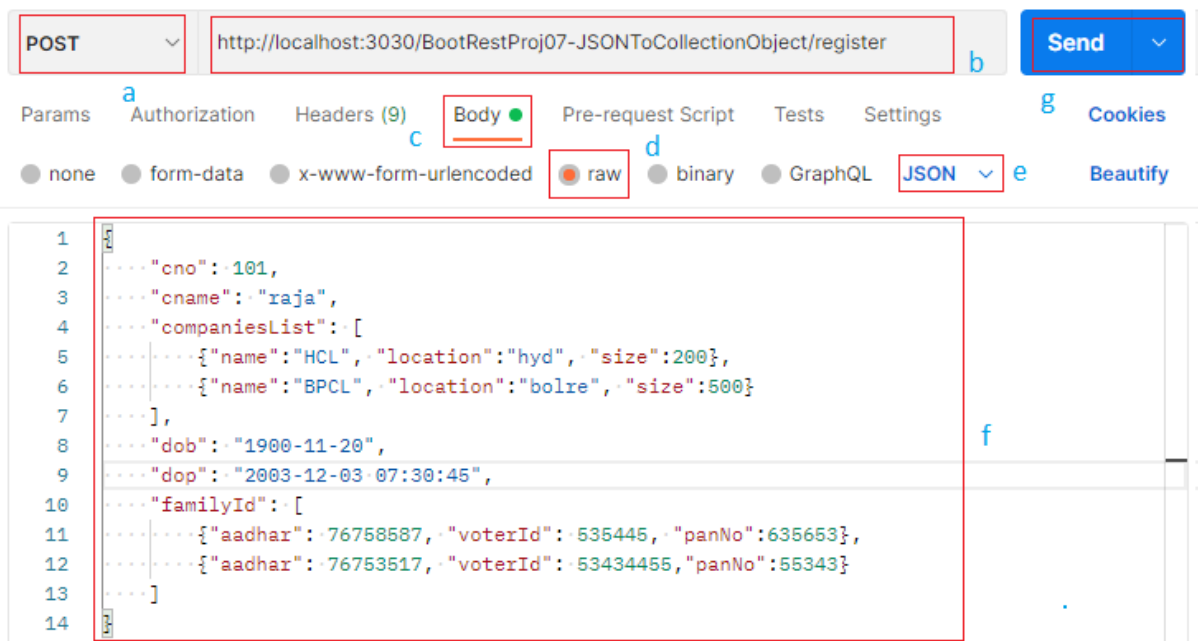 POST http://localhost:3030/BootRestProj07-JSONToCollectionObject/register b Send
a g
Params Authorization Headers (9) Body Pre-request Script Tests Settings Cookies
c d
none form-data x-www-form-urlencoded raw binary GraphQL JSON e Beautify
1 {
2 "cno": 101,
3 "cname": "raja",
4 "companiesList": [
5 {"name":"HCL", "location":"hyd", "size":200},
6 {"name":"BPCL", "location":"bolre", "size":500}
7 ],
8 "dob": "1900-11-20", f
9 "dop": "2003-12-03 07:30:45",
10 "familyId": [
11 {"aadhar": 76758587, "voterId": 535445, "panNo":635653},
12 {"aadhar": 76753517, "voterId": 53434455,"panNo":55343}
13 ]
14 }